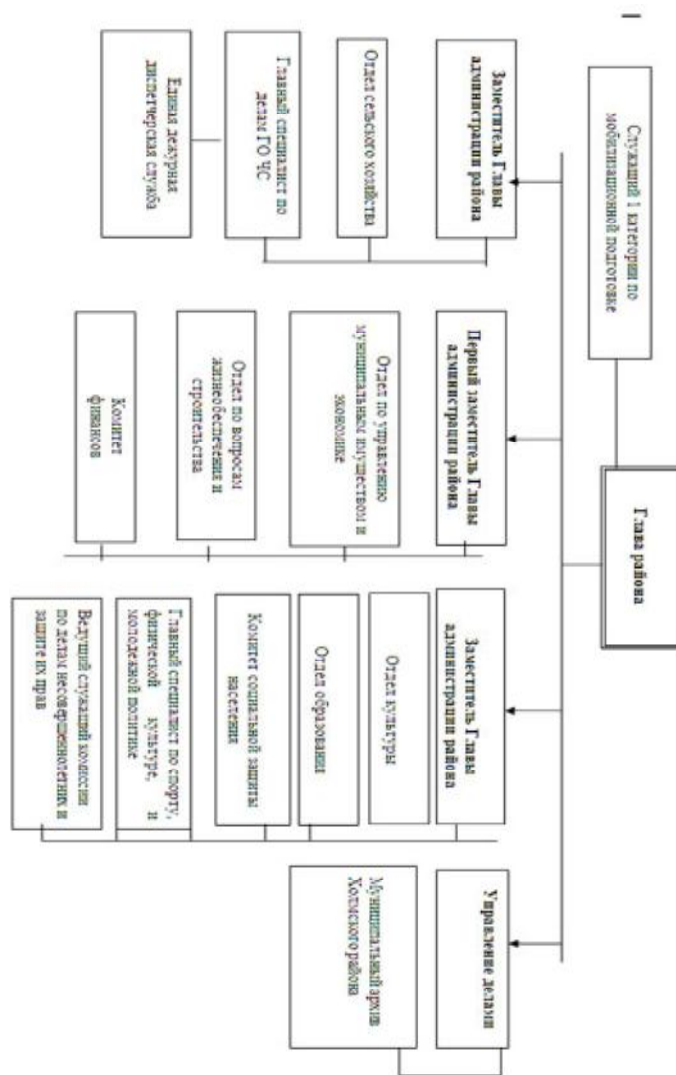 Глава района
Служащий 1 категории по
мобилизационной подготовке
Заместитель Главы
администрации района
Отдел сельского хозяйства
Главный специалист по
делам ГО ЧС
Единая дежурная
диспетчерская служба
Первый заместитель Главы
администрации района
Отдел по управлению
муниципальным имуществом и
экономике
Отдел по вопросам
жизнеобеспечения и
строительства
Комитет
финансов
Заместитель Главы
администрации района
Отдел культуры
Отдел образования
Комитет социальной защиты
населения
Главный специалист по спорту,
физической культуре, и
молодежной политике
Ведущий служащий комиссии
по делам несовершеннолетних и
защите их прав
Управление делами
Муниципальный архив
Холмского района